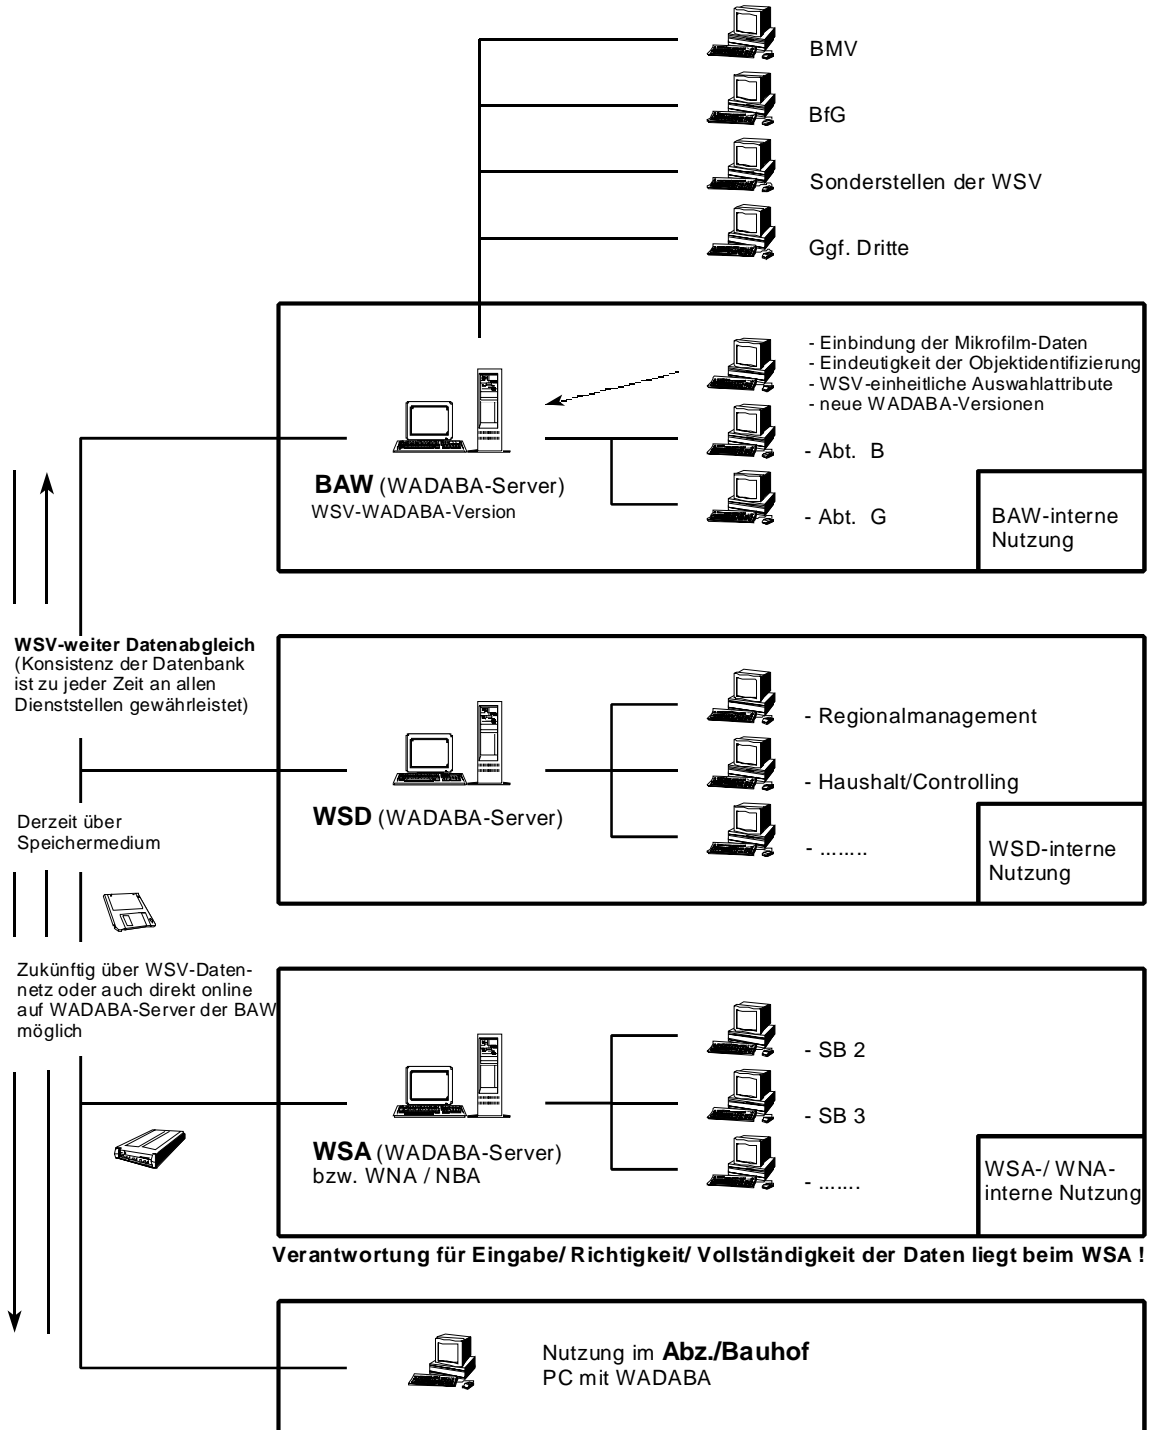 BMV
BfG
Sonderstellen der WSV
Ggf. Dritte
- Einbindung der Mikrofilm-Daten
- Eindeutigkeit der Objektidentifizierung
- WSV-einheitliche Auswahlattribute
- neue WADABA-Versionen
- Abt. B
- Abt. G
BAW (WADABA-Server)
WSV-WADABA-Version
BAW-interne
Nutzung
WSV-weiter Datenabgleich
(Konsistenz der Datenbank
ist zu jeder Zeit an allen
Dienststellen gewährleistet)
- Regionalmanagement
- Haushalt/Controlling
- ........
WSD (WADABA-Server)
WSD-interne
Nutzung
Derzeit über
Speichermedium
Zukünftig über WSV-Daten-
netz oder auch direkt online
auf WADABA-Server der BAW
möglich
- SB 2
- SB 3
- .......
WSA (WADABA-Server)
bzw. WNA / NBA
WSA-/ WNA-
interne Nutzung
Verantwortung für Eingabe/ Richtigkeit/ Vollständigkeit der Daten liegt beim WSA !
Nutzung im Abz./Bauhof
PC mit WADABA